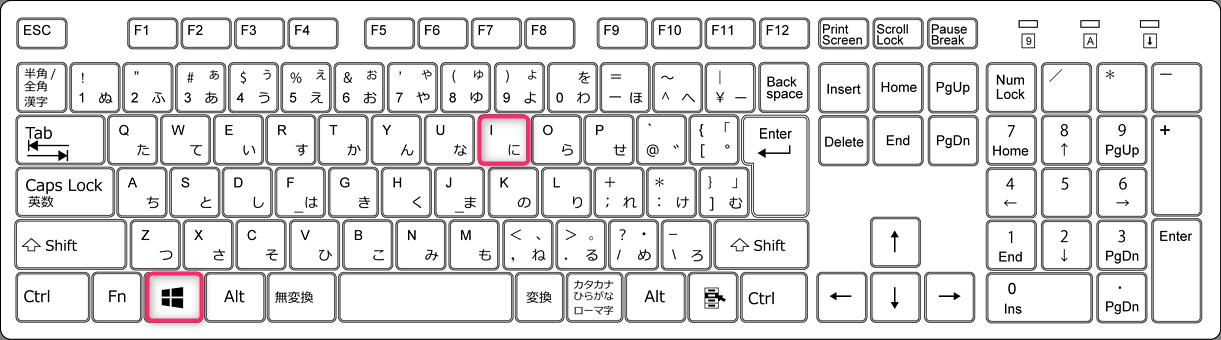 ESC F1 F2 F3 F4 F5 F6 F7 F8 F9 F10 F11 F12 Print Screen Scroll Lock Pause Break 9 A ↓
半角/全角 漢字 ! 1 ぬ " 2 ふ # ぁ 3 あ $ ぅ 4 う % ぇ 5 え & ぉ 6 お ' ゃ 7 や ( ゅ 8 ゆ ) ょ 9 よ を 0 わ = ー ほ ～ ^ へ | ¥ ー Back space Insert Home PgUp Num Lock ／ ＊ －
Tab Q た W て E い R す T か Y ん U な I に O ら P せ ` @ ゛ { 「 [ ゜ Enter Delete End PgDn 7 Home 8 ↑ 9 PgUp +
Caps Lock 英数 A ち S と D し F _は G き H く J _ま K の L り + ; れ * : け } 」 ] む 4 ← 5 6 →
Shift Z つ X さ C そ V ひ B こ N み M も < 、 , ね > 。 . る ? ・ / め _ \ ろ Shift ↑ 1 End 2 ↓ 3 PgDn Enter
Ctrl Fn Alt 無変換 変換 カタカナ ひらがな ローマ字 Alt Ctrl ← ↓ → 0 Ins . PgDn